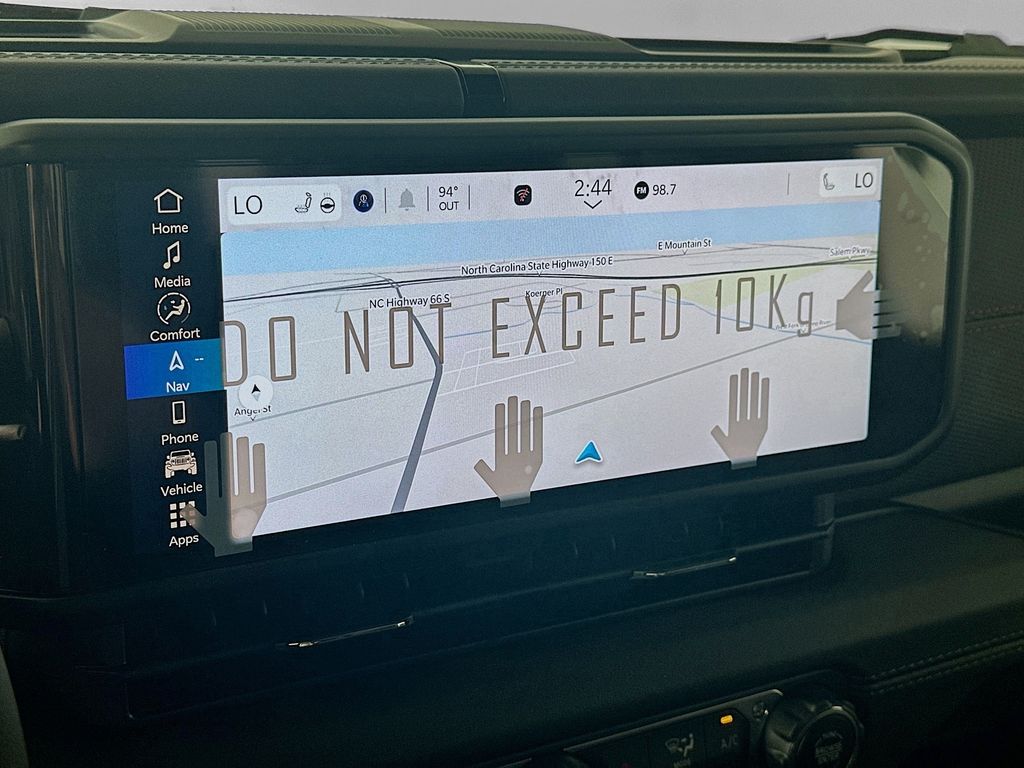 LO
94°
OUT
2:44
FM 98.7
LO
Home
Media
Comfort
Nav
Phone
Vehicle
Apps
E Mountain St
Salem Pkwy
North Carolina State Highway 150 E
Koerner Pl
NC Highway 66 S
DO NOT EXCEED 10Kg
Angel St
A/C